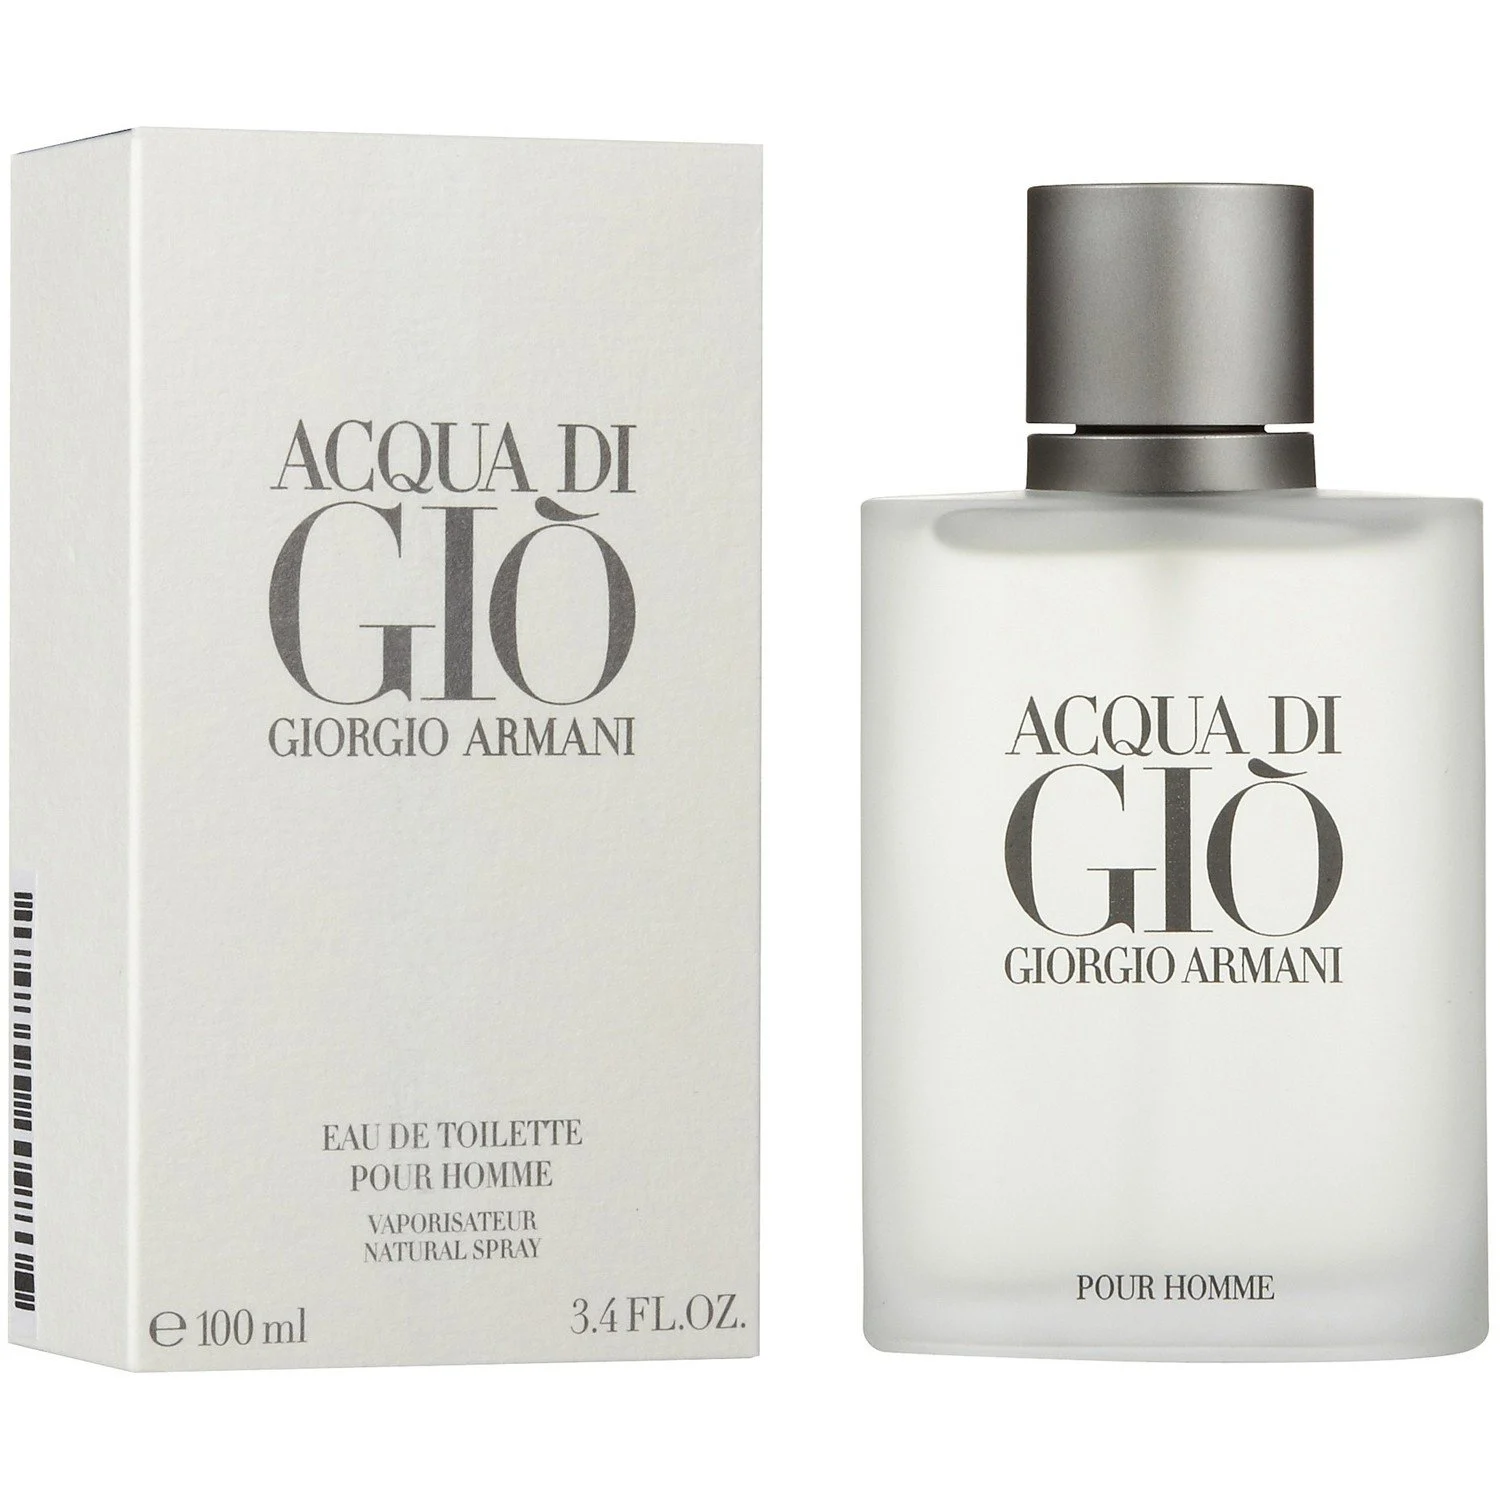 ACQUA DI
GIÒ
GIORGIO ARMANI
EAU DE TOILETTE
POUR HOMME
VAPORISATEUR
NATURAL SPRAY
℮ 100 ml
3.4 FL.OZ.
ACQUA DI
GIÒ
GIORGIO ARMANI
POUR HOMME